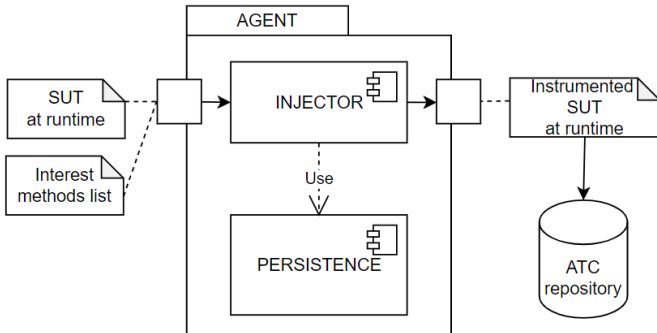 AGENT
SUT
at runtime
Interest
methods list
INJECTOR
Use
PERSISTENCE
Instrumented
SUT
at runtime
ATC
repository